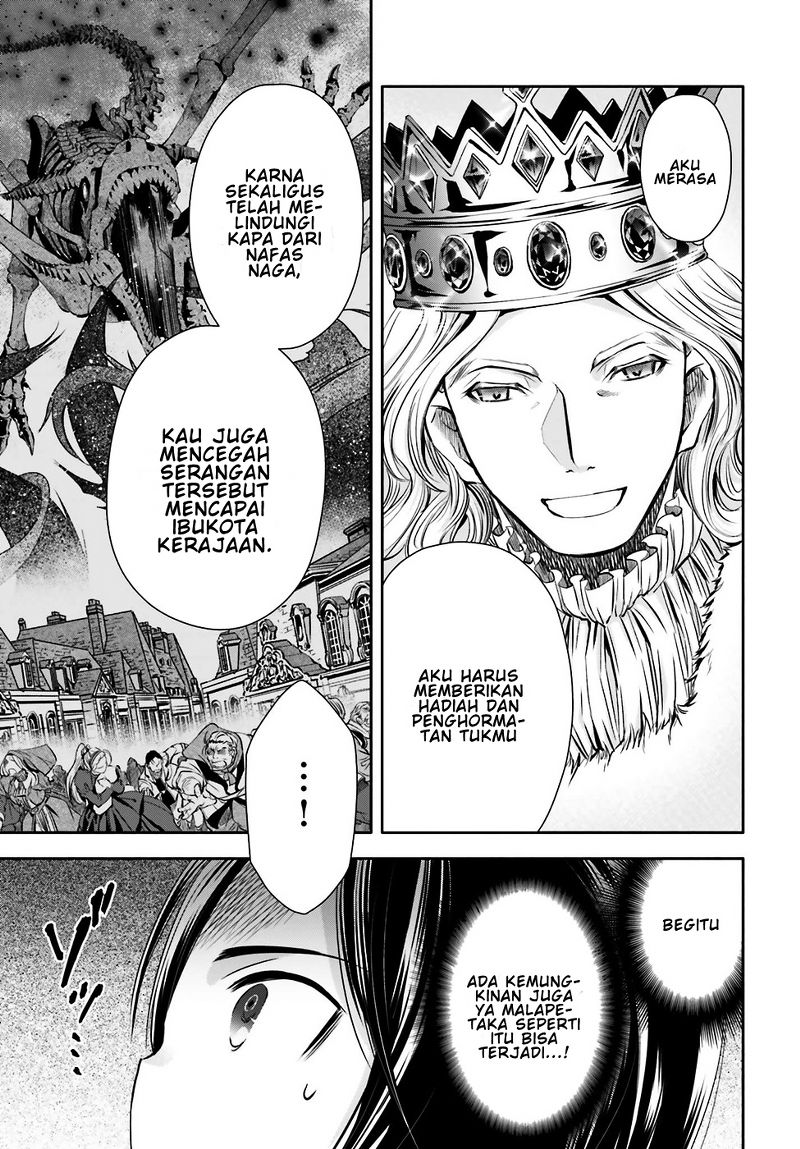 AKU
MERASA
AKU HARUS
MEMBERIKAN
HADIAH DAN
PENGHORMA-
TAN TUKMU
KARNA
SEKALIGUS
TELAH ME-
LINDUNGI
KAPA DARI
NAFAS
NAGA,
KAU JUGA
MENCEGAH
SERANGAN
TERSEBUT
MENCAPAI
IBUKOTA
KERAJAAN.
...!
BEGITU
ADA KEMUNG-
KINAN JUGA
YA MALAPE-
TAKA SEPERTI
ITU BISA
TERJADI...!